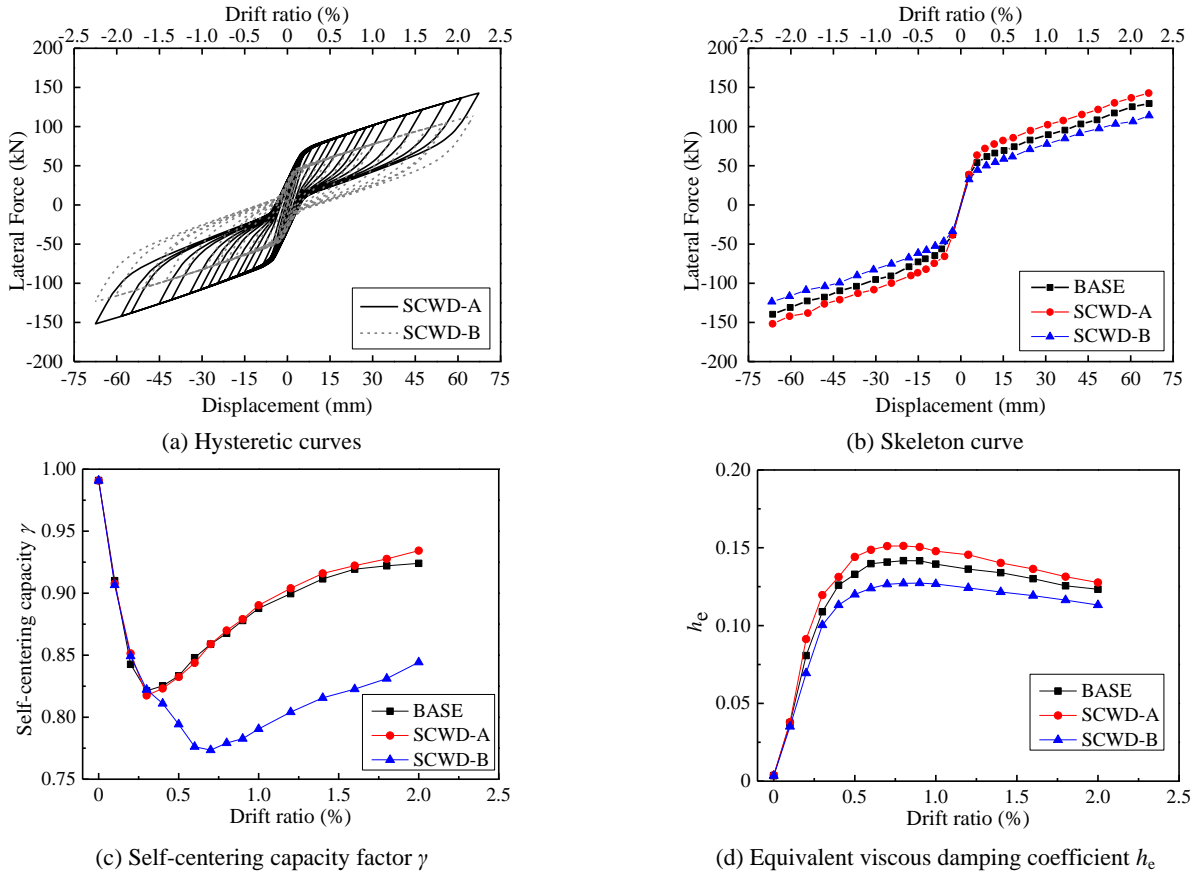 Drift ratio (%)
-2.5 -2.0 -1.5 -1.0 -0.5 0.0 0.5 1.0 1.5 2.0 2.5
200
150
100
50
0
-50
-100
-150
-200
Lateral Force (kN)
SCWD-A
SCWD-B
-75 -60 -45 -30 -15 0 15 30 45 60 75
Displacement (mm)
(a) Hysteretic curves
Drift ratio (%)
-2.5 -2.0 -1.5 -1.0 -0.5 0.0 0.5 1.0 1.5 2.0 2.5
200
150
100
50
0
-50
-100
-150
-200
Lateral Force (kN)
BASE
SCWD-A
SCWD-B
-75 -60 -45 -30 -15 0 15 30 45 60 75
Displacement (mm)
(b) Skeleton curve
1.00
0.95
0.90
0.85
0.80
0.75
Self-centering capacity γ
BASE
SCWD-A
SCWD-B
0 0.5 1.0 1.5 2.0 2.5
Drift ratio (%)
(c) Self-centering capacity factor γ
0.20
0.15
0.10
0.05
0
he
BASE
SCWD-A
SCWD-B
0 0.5 1.0 1.5 2.0 2.5
Drift ratio (%)
(d) Equivalent viscous damping coefficient he